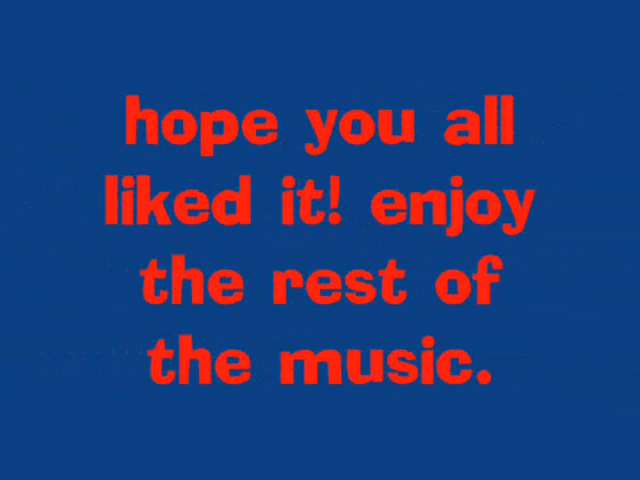 hope you all
liked it! enjoy
the rest of
the music.